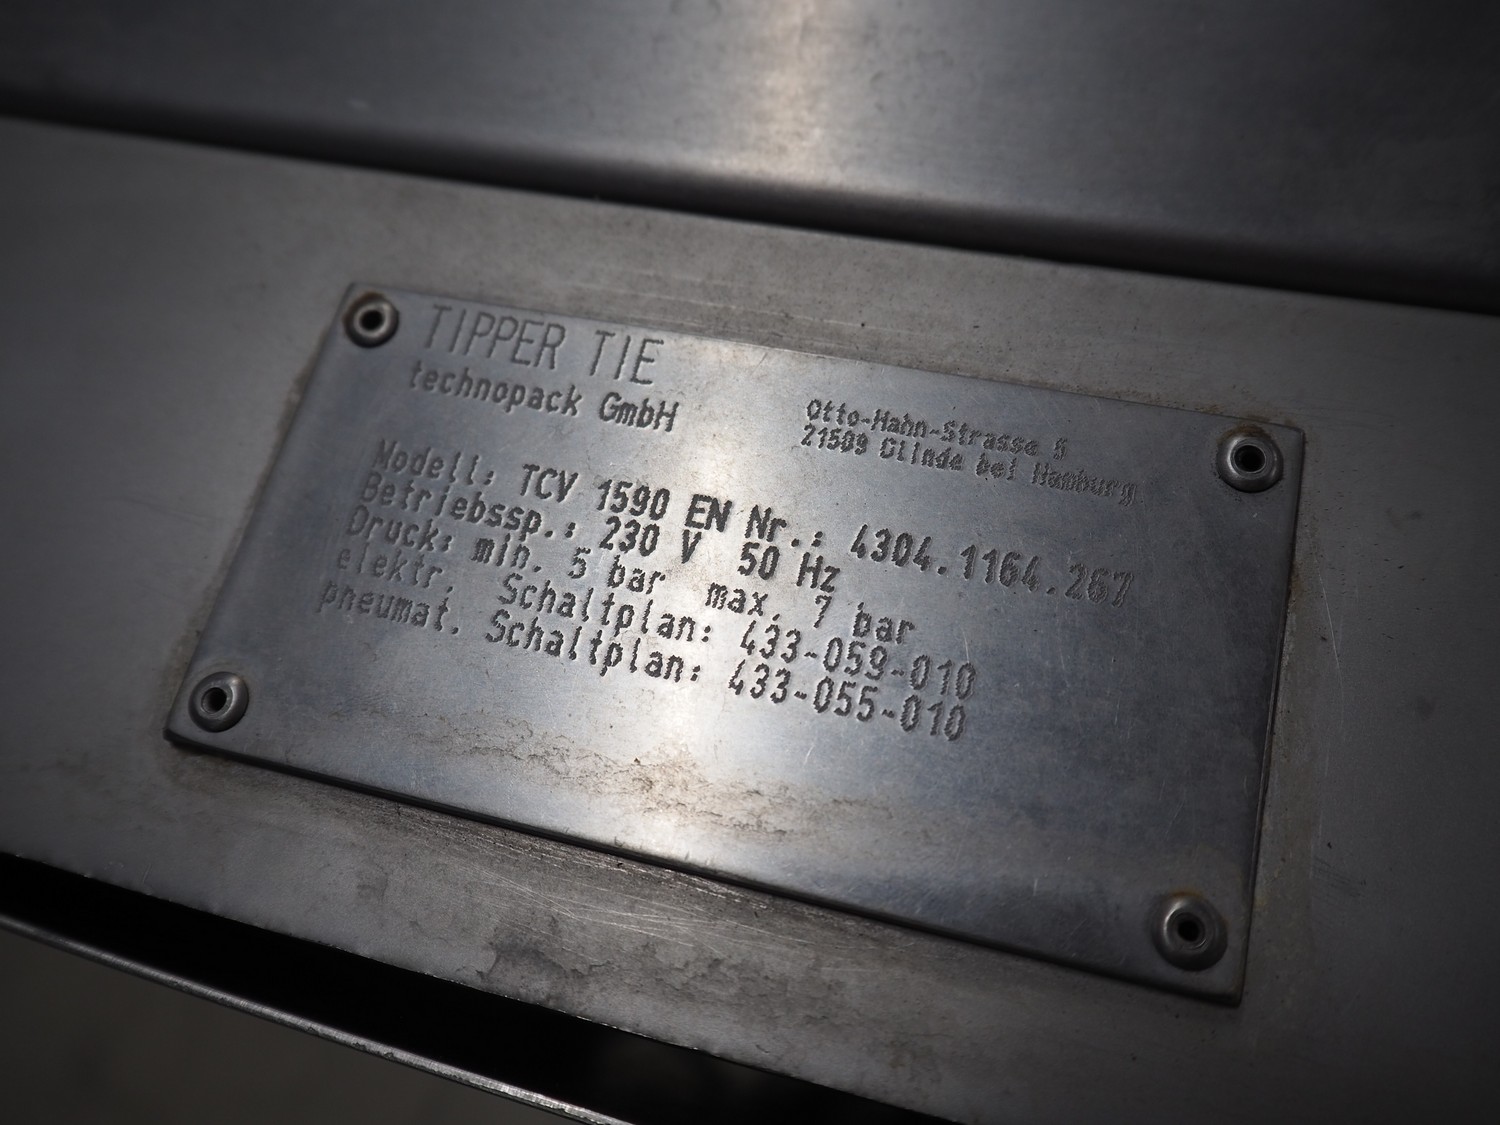 TIPPER TIE
technopack GmbH
Otto-Hahn-Strasse 5
21509 Glinde bei Hamburg
Modell: TCV 1590 EN Nr.: 4304.1164.267
Betriebssp.: 230 V 50 Hz
Druck: min. 5 bar max. 7 bar
elektr. Schaltplan: 433-059-010
pneumat. Schaltplan: 433-055-010